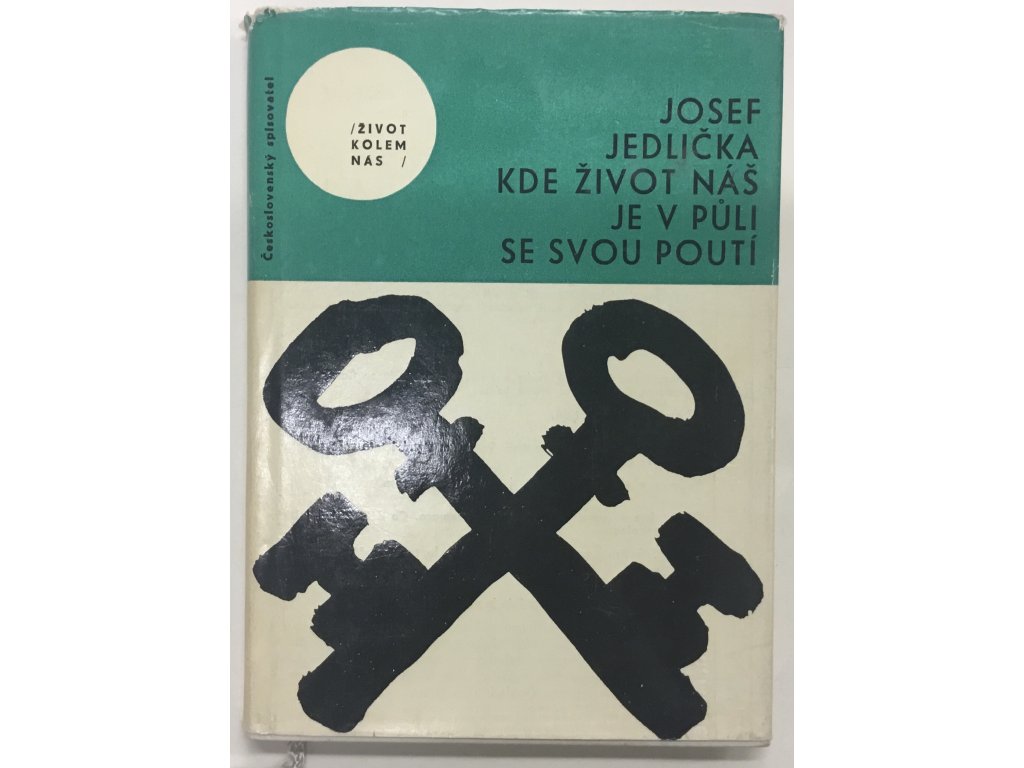 Československý spisovatel
/ŽIVOT
KOLEM
NÁS /
JOSEF
JEDLIČKA
KDE ŽIVOT NÁŠ
JE V PŮLI
SE SVOU POUTÍ